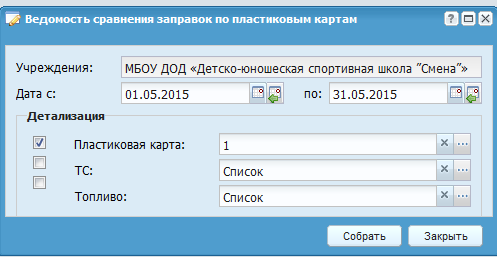 Ведомость сравнения заправок по пластиковым картам
Учреждения: МБОУ ДОД «Детско-юношеская спортивная школа "Смена"»
Дата с: 01.05.2015 по: 31.05.2015
Детализация
Пластиковая карта: 1
ТС: Список
Топливо: Список
Собрать Закрыть